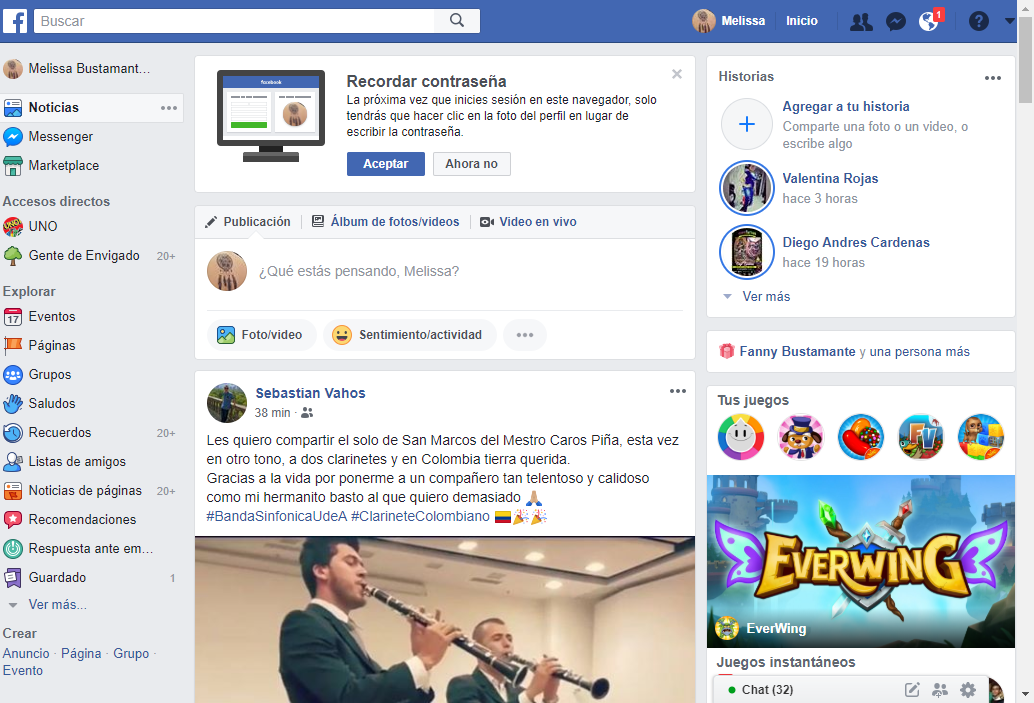 Buscar
Melissa
Inicio
1
Melissa Bustamant...
Noticias
Messenger
Marketplace
Accesos directos
UNO
Gente de Envigado 20+
Explorar
17 Eventos
Páginas
Grupos
Saludos
Recuerdos 20+
Listas de amigos
Noticias de páginas 20+
Recomendaciones
Respuesta ante em...
Guardado 1
Ver más...
Crear
Anuncio · Página · Grupo ·
Evento
facebook
Recordar contraseña
La próxima vez que inicies sesión en este navegador, solo
tendrás que hacer clic en la foto del perfil en lugar de
escribir la contraseña.
Aceptar
Ahora no
Publicación
Álbum de fotos/videos
Video en vivo
¿Qué estás pensando, Melissa?
Foto/video
Sentimiento/actividad
Sebastian Vahos
38 min ·
Les quiero compartir el solo de San Marcos del Mestro Caros Piña, esta vez
en otro tono, a dos clarinetes y en Colombia tierra querida.
Gracias a la vida por ponerme a un compañero tan talentoso y calidoso
como mi hermanito basto al que quiero demasiado 🙏🏼
#BandaSinfonicaUdeA #ClarineteColombiano 🇨🇴🎉🎉
Historias
Agregar a tu historia
Comparte una foto o un video, o
escribe algo
Valentina Rojas
hace 3 horas
Diego Andres Cardenas
hace 19 horas
Ver más
Fanny Bustamante y una persona más
Tus juegos
FV
EVERWING
EverWing
Juegos instantáneos
Chat (32)